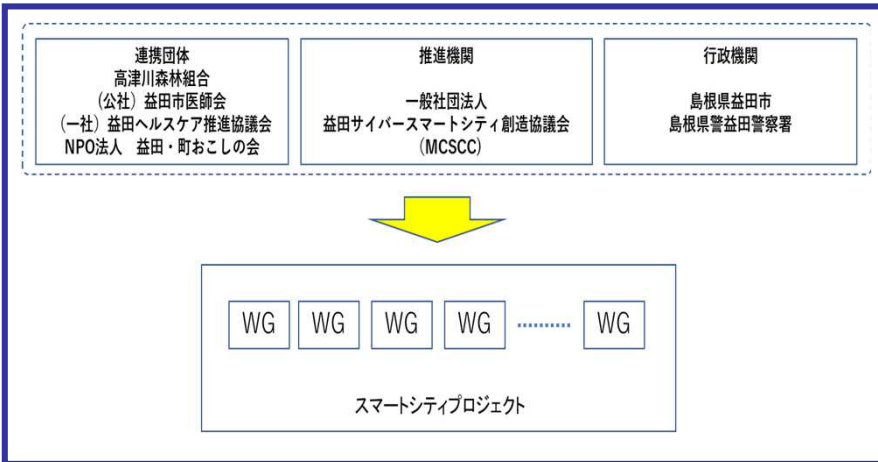 連携団体
高津川森林組合
(公社) 益田市医師会
(一社) 益田ヘルスケア推進協議会
NPO法人　益田・町おこしの会
推進機関
一般社団法人
益田サイバースマートシティ創造協議会
(MCSCC)
行政機関
島根県益田市
島根県警益田警察署
WG WG WG WG ………… WG
スマートシティプロジェクト